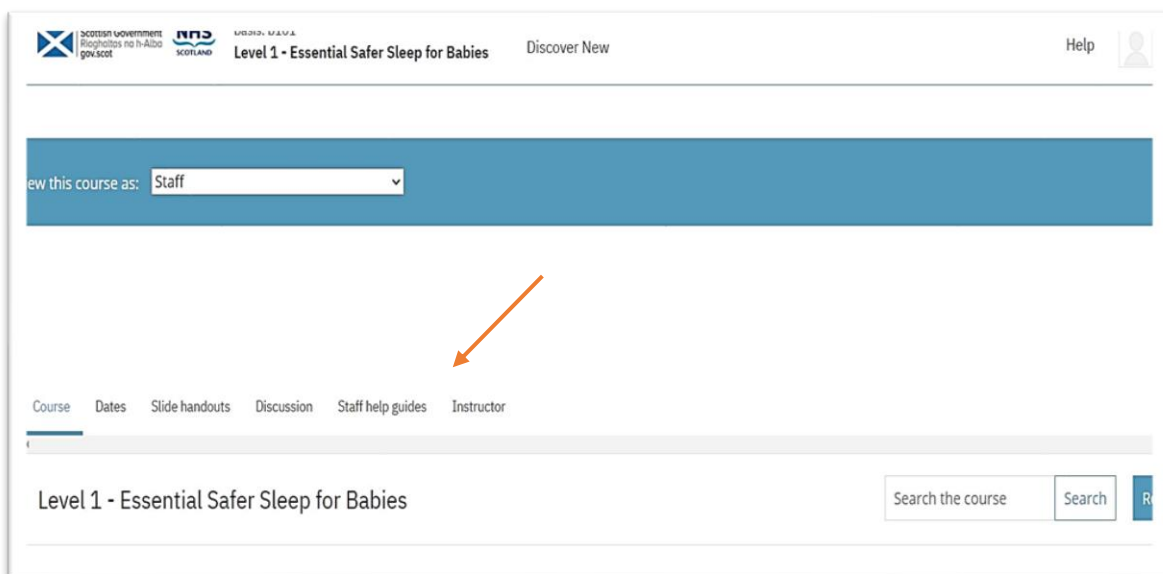 Scottish Government
Riaghaltas na h-Alba
gov.scot
NHS
SCOTLAND
Level 1 - Essential Safer Sleep for Babies
Discover New
Help
ew this course as: Staff
Course Dates Slide handouts Discussion Staff help guides Instructor
Level 1 - Essential Safer Sleep for Babies
Search the course Search R